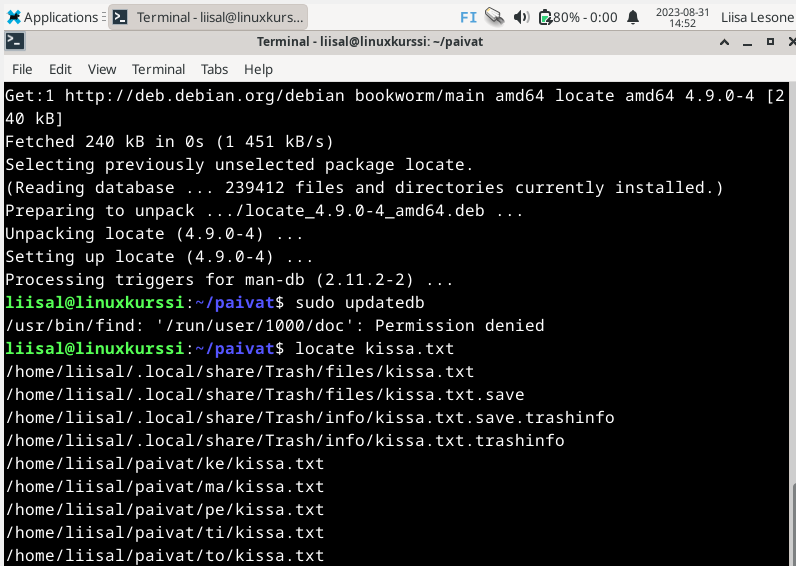 Applications
Terminal - liisal@linuxkurs...
FI
80% - 0:00
2023-08-31
14:52
Liisa Lesone
Terminal - liisal@linuxkurssi: ~/paivat
File Edit View Terminal Tabs Help
Get:1 http://deb.debian.org/debian bookworm/main amd64 locate amd64 4.9.0-4 [2
40 kB]
Fetched 240 kB in 0s (1 451 kB/s)
Selecting previously unselected package locate.
(Reading database ... 239412 files and directories currently installed.)
Preparing to unpack .../locate_4.9.0-4_amd64.deb ...
Unpacking locate (4.9.0-4) ...
Setting up locate (4.9.0-4) ...
Processing triggers for man-db (2.11.2-2) ...
liisal@linuxkurssi:~/paivat$ sudo updatedb
/usr/bin/find: '/run/user/1000/doc': Permission denied
liisal@linuxkurssi:~/paivat$ locate kissa.txt
/home/liisal/.local/share/Trash/files/kissa.txt
/home/liisal/.local/share/Trash/files/kissa.txt.save
/home/liisal/.local/share/Trash/info/kissa.txt.save.trashinfo
/home/liisal/.local/share/Trash/info/kissa.txt.trashinfo
/home/liisal/paivat/ke/kissa.txt
/home/liisal/paivat/ma/kissa.txt
/home/liisal/paivat/pe/kissa.txt
/home/liisal/paivat/ti/kissa.txt
/home/liisal/paivat/to/kissa.txt